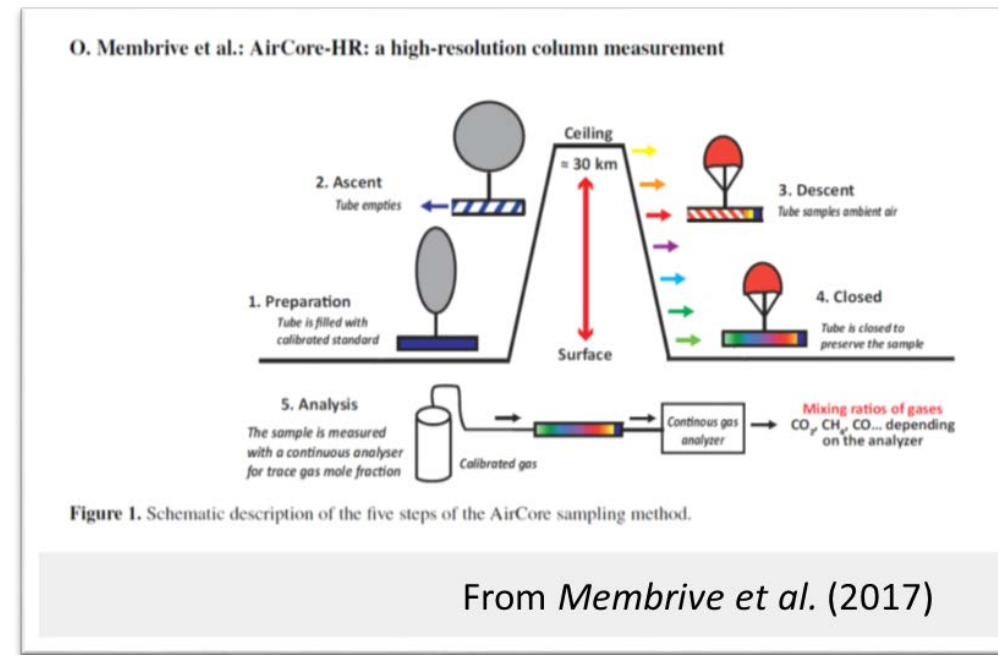 O. Membrive et al.: AirCore-HR: a high-resolution column measurement
Ceiling
≈ 30 km
2. Ascent
Tube empties
3. Descent
Tube samples ambient air
1. Preparation
Tube is filled with
calibrated standard
4. Closed
Tube is closed to
preserve the sample
Surface
5. Analysis
The sample is measured
with a continuous analyser
for trace gas mole fraction
Calibrated gas
Continous gas
analyzer
Mixing ratios of gases
CO₂, CH₄, CO... depending
on the analyzer
Figure 1. Schematic description of the five steps of the AirCore sampling method.
From Membrive et al. (2017)